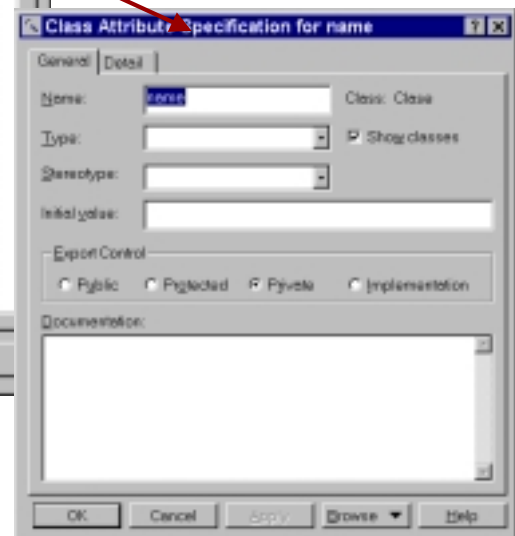 Class Attribute Specification for name
General Detail
Name: name Class: Clase
Type: Show classes
Stereotype:
Initial value:
Export Control
Public Protected Private Implementation
Documentation:
OK Cancel Apply Browse Help